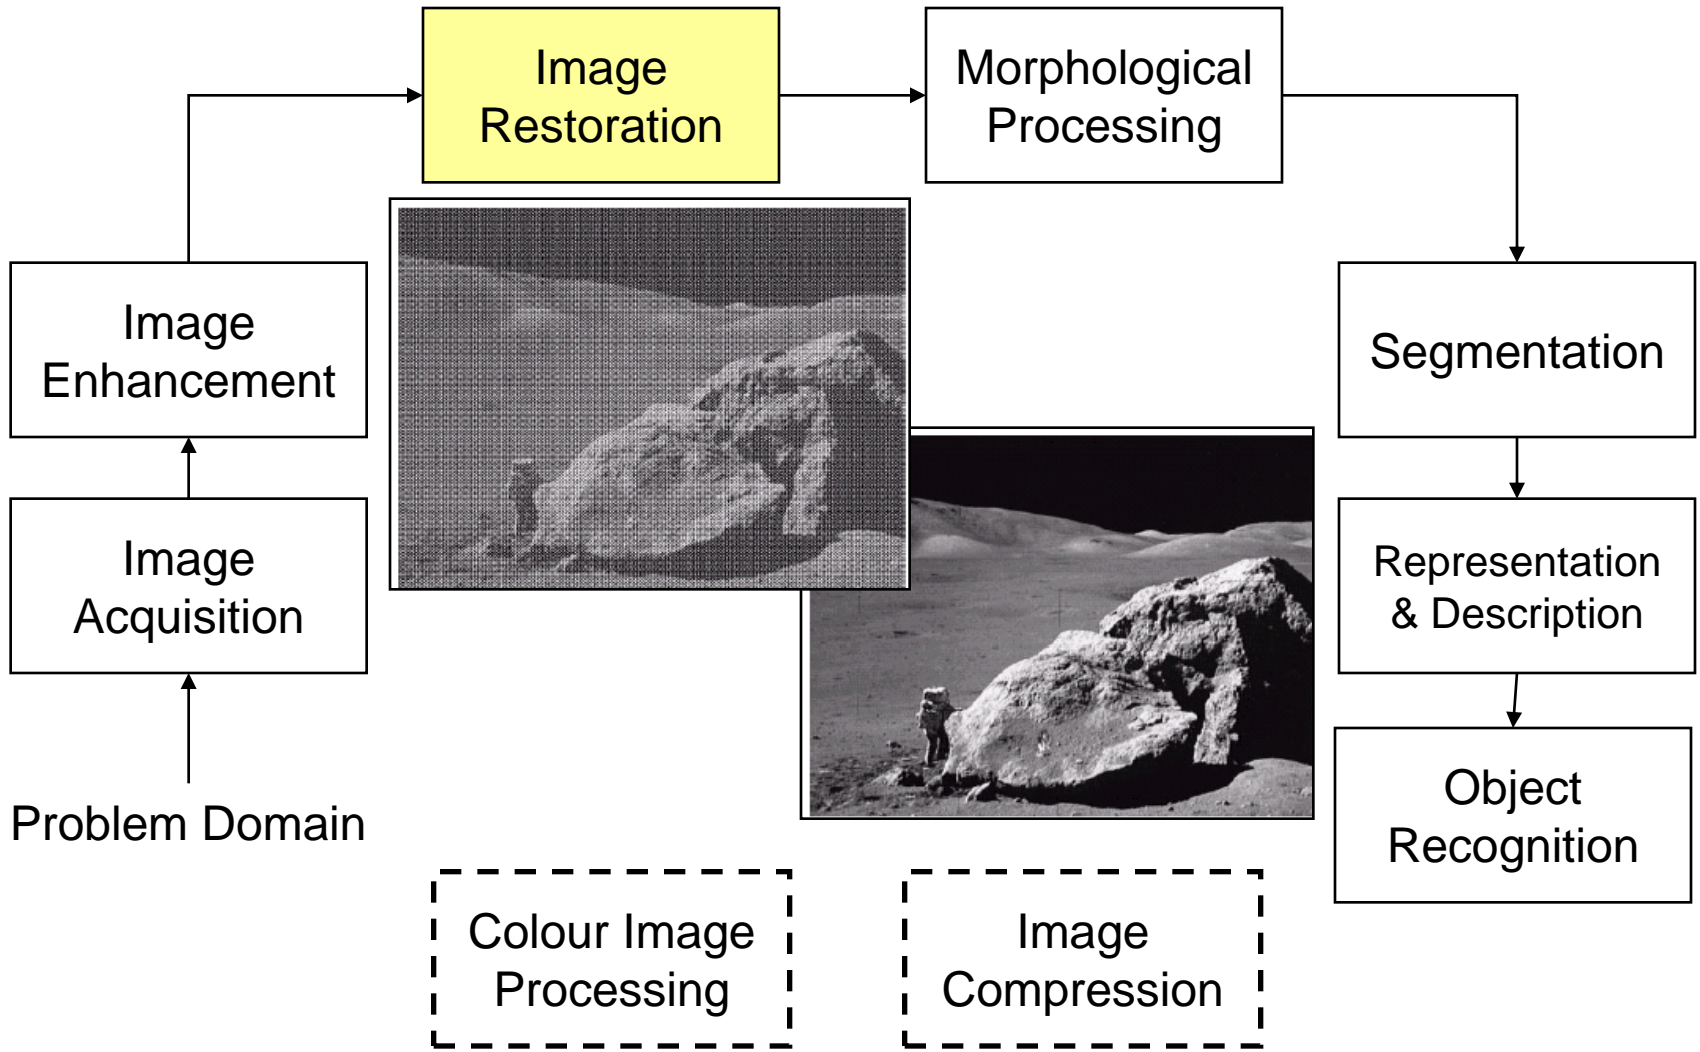 Image
Restoration
Morphological
Processing
Image
Enhancement
Segmentation
Image
Acquisition
Representation
& Description
Problem Domain
Object
Recognition
Colour Image
Processing
Image
Compression